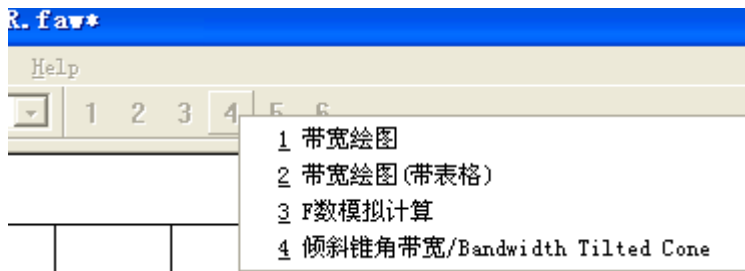 R.faw*
Help
1 2 3 4 5 6
1 带宽绘图
2 带宽绘图(带表格)
3 F数模拟计算
4 倾斜锥角带宽/Bandwidth Tilted Cone